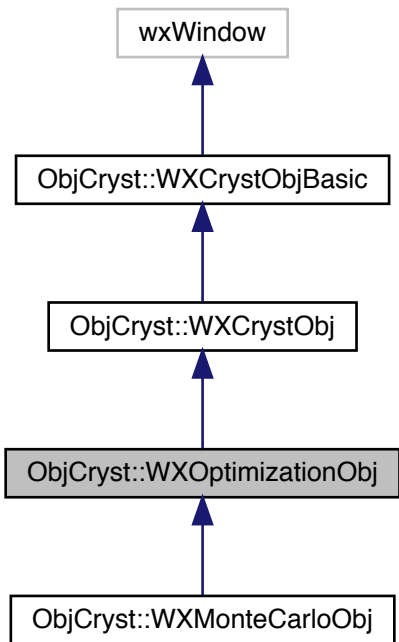 wxWindow
ObjCryst::WXCrystObjBasic
ObjCryst::WXCrystObj
ObjCryst::WXOptimizationObj
ObjCryst::WXMonteCarloObj